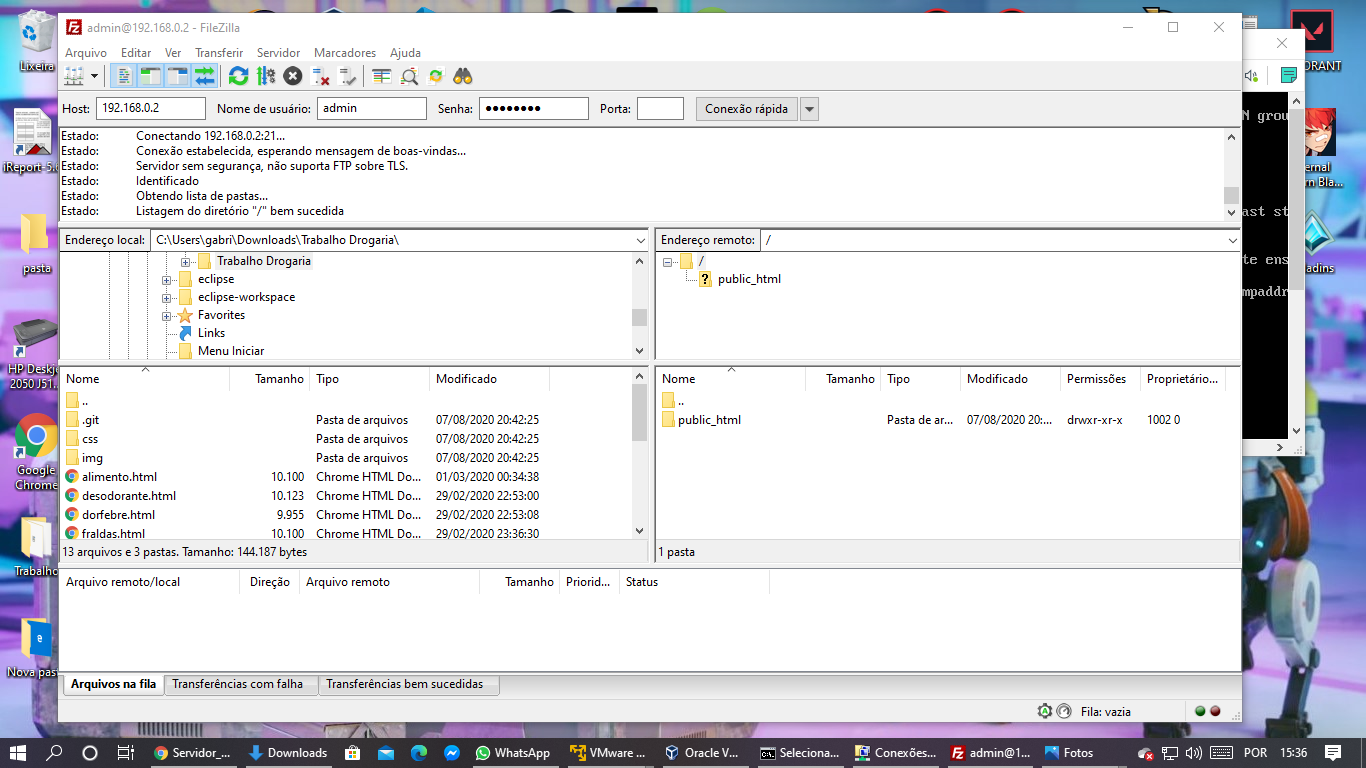 admin@192.168.0.2 - FileZilla
Arquivo Editar Ver Transferir Servidor Marcadores Ajuda
Host: 192.168.0.2 Nome de usuário: admin Senha: ●●●●●●●● Porta: Conexão rápida
Estado: Conectando 192.168.0.2:21...
Estado: Conexão estabelecida, esperando mensagem de boas-vindas...
Estado: Servidor sem segurança, não suporta FTP sobre TLS.
Estado: Identificado
Estado: Obtendo lista de pastas...
Estado: Listagem do diretório "/" bem sucedida
Endereço local: C:\Users\gabri\Downloads\Trabalho Drogaria\
Trabalho Drogaria
eclipse
eclipse-workspace
Favorites
Links
Menu Iniciar
Endereço remoto: /
/
public_html
Nome Tamanho Tipo Modificado
..
.git Pasta de arquivos 07/08/2020 20:42:25
css Pasta de arquivos 07/08/2020 20:42:25
img Pasta de arquivos 07/08/2020 20:42:25
alimento.html 10.100 Chrome HTML Do... 01/03/2020 00:34:38
desodorante.html 10.123 Chrome HTML Do... 29/02/2020 22:53:00
dorfebre.html 9.955 Chrome HTML Do... 29/02/2020 22:53:08
fraldas.html 10.100 Chrome HTML Do... 29/02/2020 23:36:30
13 arquivos e 3 pastas. Tamanho: 144.187 bytes
Nome Tamanho Tipo Modificado Permissões Proprietário...
..
public_html Pasta de ar... 07/08/2020 20:... drwxr-xr-x 1002 0
1 pasta
Arquivo remoto/local Direção Arquivo remoto Tamanho Priorid... Status
Arquivos na fila Transferências com falha Transferências bem sucedidas
Fila: vazia
Lixeira
iReport-5.
pasta
HP Deskj
2050 J51.
Google
Chrome
Trabalho
Nova pas
ORANT
N grou
ernal
rn Bla...
ast st
te ens
adins
mpaddr
Servidor_... Downloads WhatsApp VMware ... Oracle V... Seleciona... Conexões... admin@1... Fotos POR 15:36